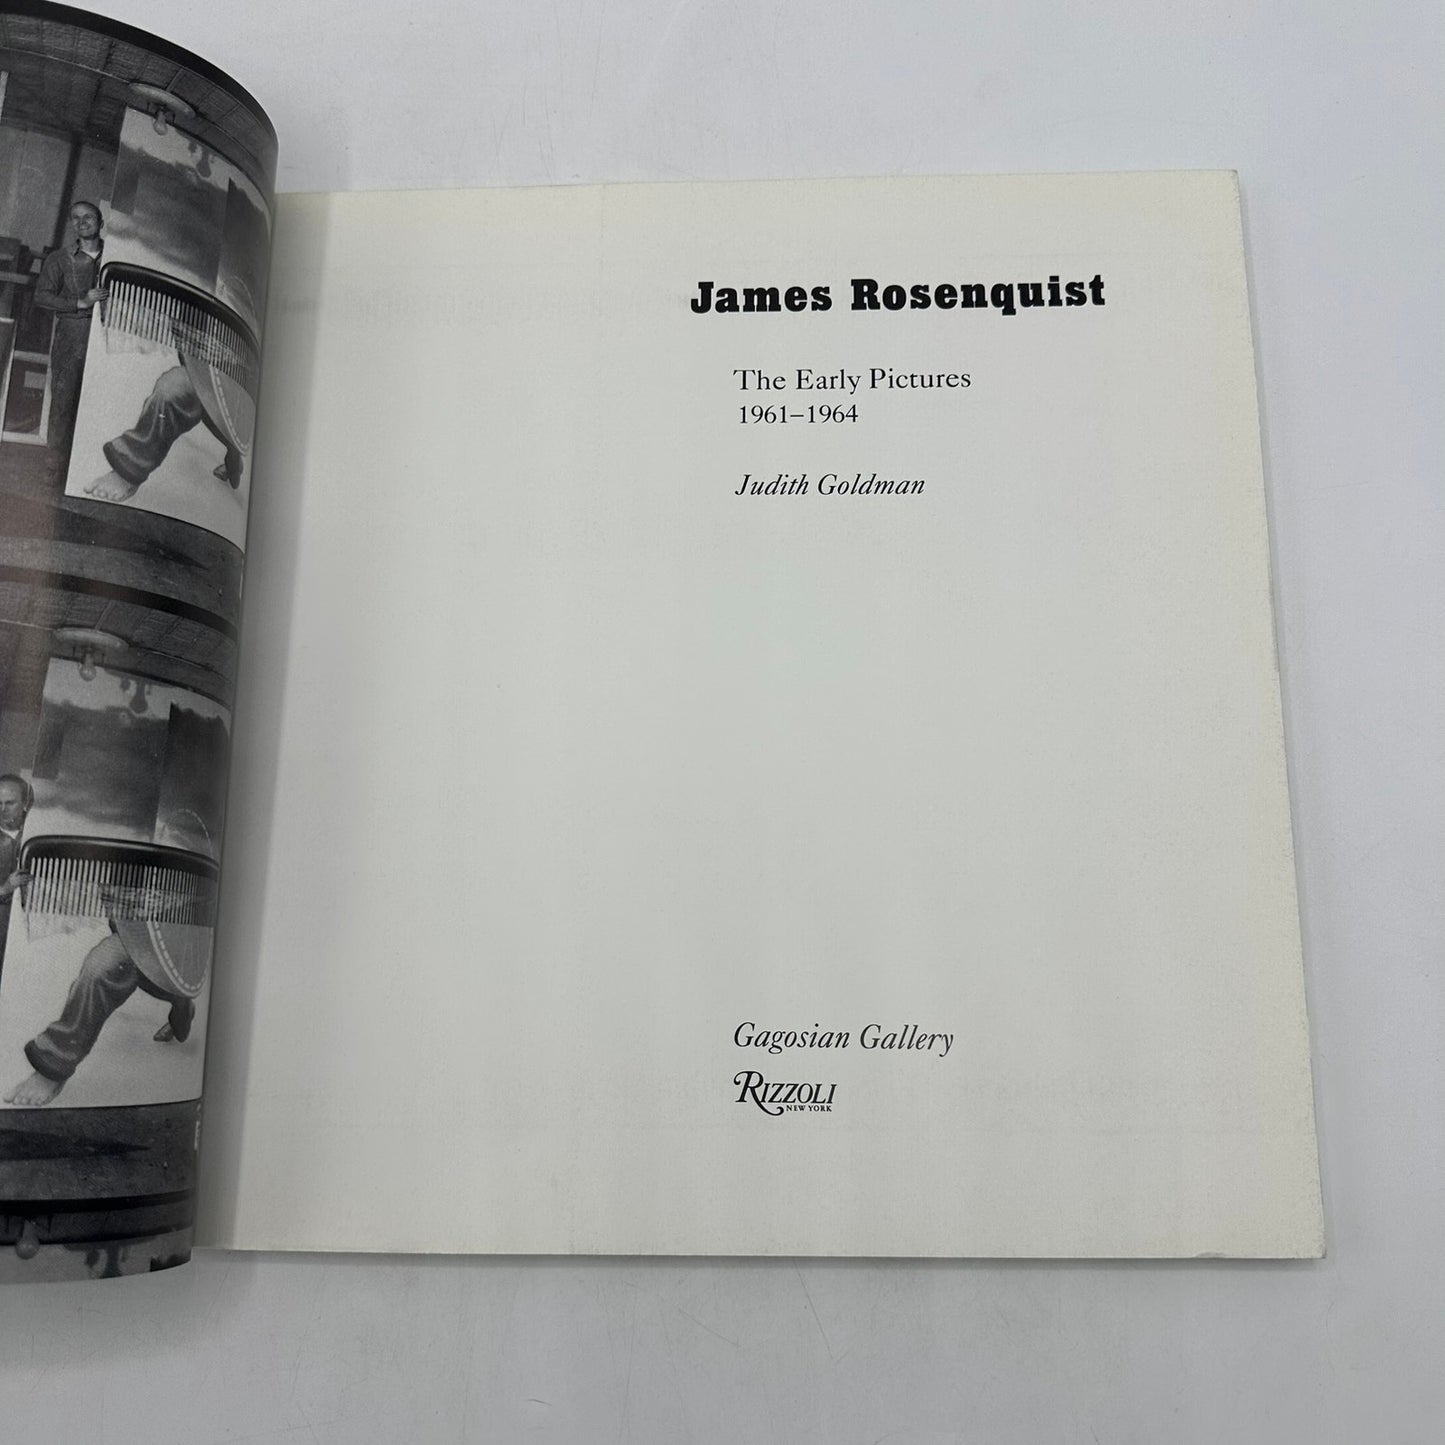 James Rosenquist
The Early Pictures
1961–1964
Judith Goldman
Gagosian Gallery
RIZZOLI
NEW YORK